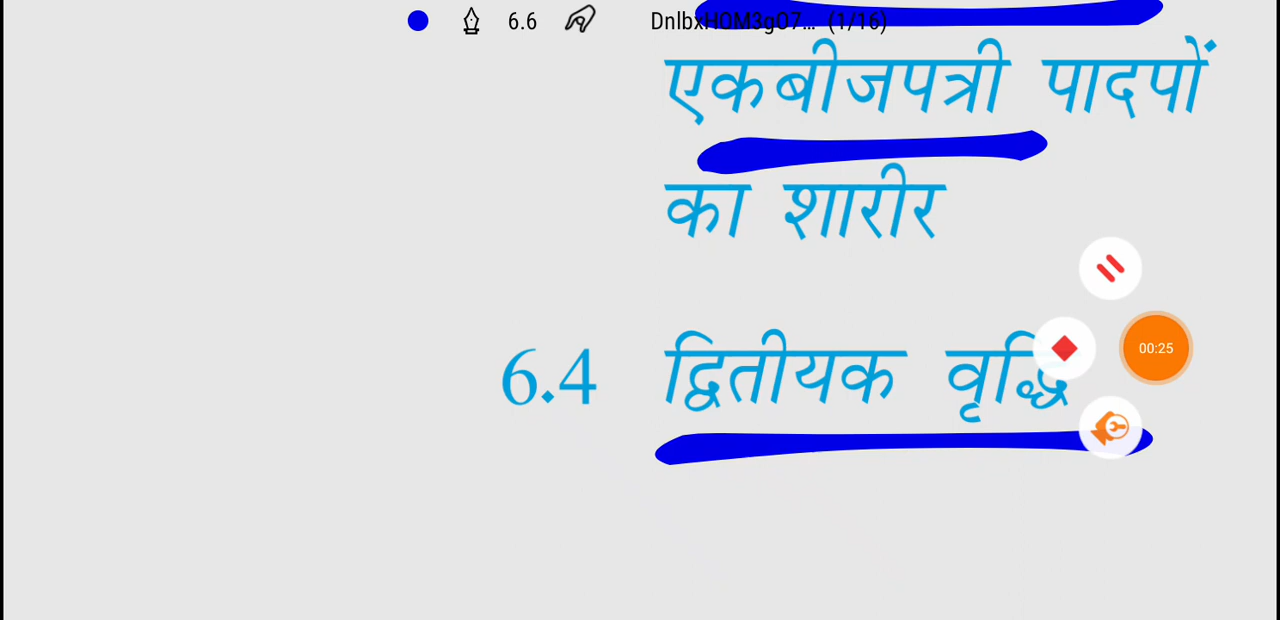 6.6 DnlbxHOM3gO7... (1/16)
एकबीजपत्री पादपों
का शारीर
00:25
6.4 द्वितीयक वृद्धि